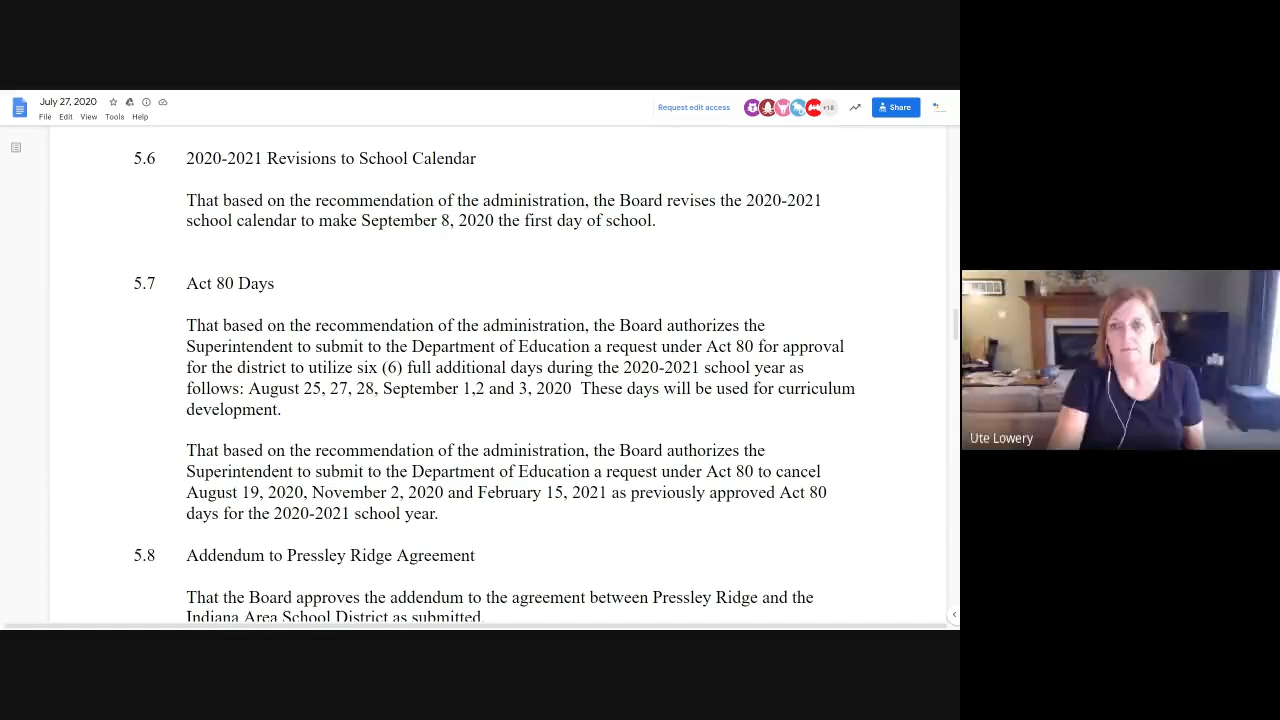 July 27, 2020
File Edit View Tools Help
Request edit access
+18
Share
5.6 2020-2021 Revisions to School Calendar
That based on the recommendation of the administration, the Board revises the 2020-2021
school calendar to make September 8, 2020 the first day of school.
5.7 Act 80 Days
That based on the recommendation of the administration, the Board authorizes the
Superintendent to submit to the Department of Education a request under Act 80 for approval
for the district to utilize six (6) full additional days during the 2020-2021 school year as
follows: August 25, 27, 28, September 1,2 and 3, 2020 These days will be used for curriculum
development.
That based on the recommendation of the administration, the Board authorizes the
Superintendent to submit to the Department of Education a request under Act 80 to cancel
August 19, 2020, November 2, 2020 and February 15, 2021 as previously approved Act 80
days for the 2020-2021 school year.
5.8 Addendum to Pressley Ridge Agreement
That the Board approves the addendum to the agreement between Pressley Ridge and the
Indiana Area School District as submitted.
Ute Lowery